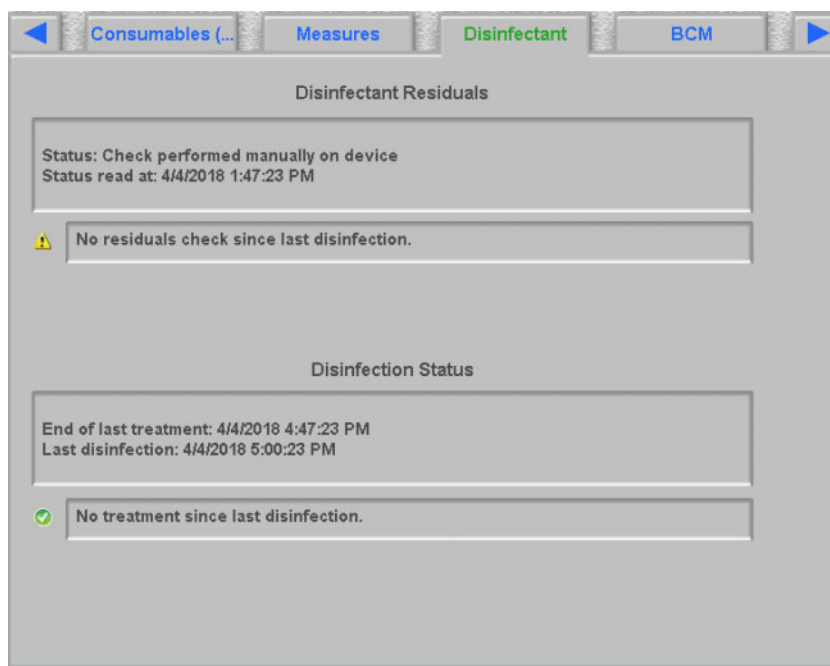 Consumables (... Measures Disinfectant BCM
Disinfectant Residuals
Status: Check performed manually on device
Status read at: 4/4/2018 1:47:23 PM
No residuals check since last disinfection.
Disinfection Status
End of last treatment: 4/4/2018 4:47:23 PM
Last disinfection: 4/4/2018 5:00:23 PM
No treatment since last disinfection.